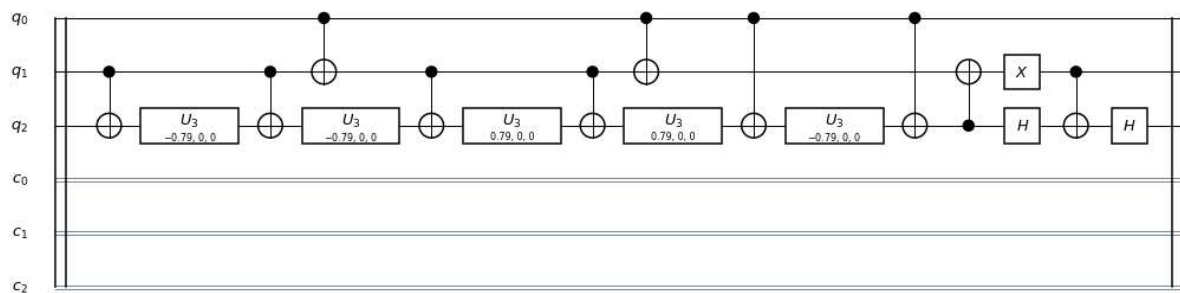 q0
q1 X
q2 U3 −0.79, 0, 0 U3 −0.79, 0, 0 U3 0.79, 0, 0 U3 0.79, 0, 0 U3 −0.79, 0, 0 H H
c0
c1
c2